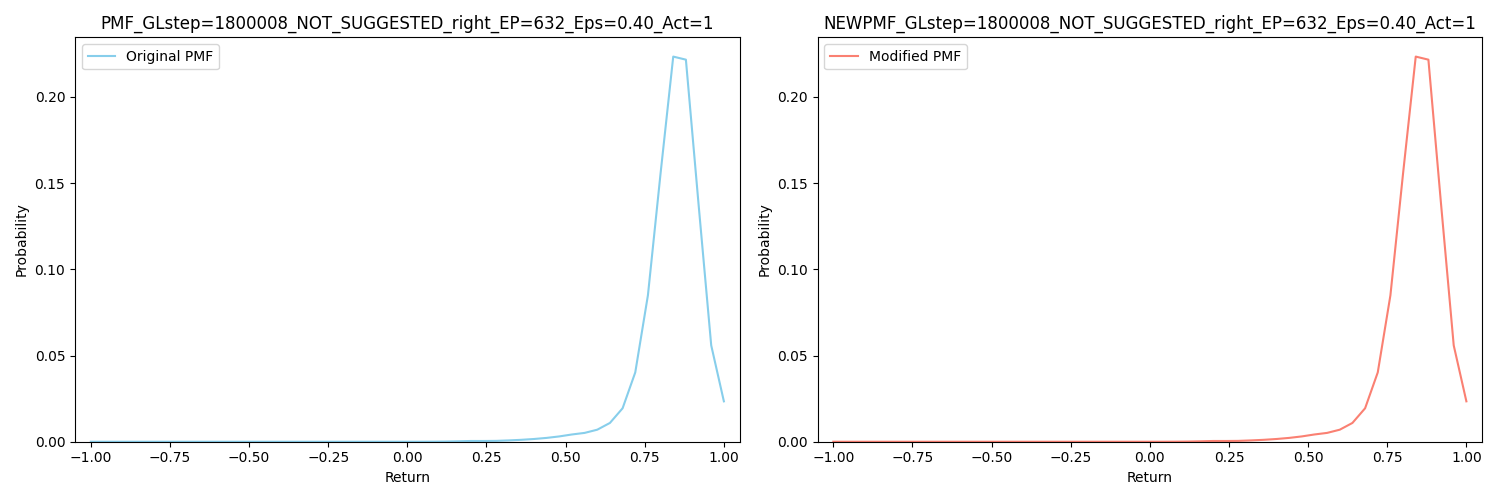 PMF_GLstep=1800008_NOT_SUGGESTED_right_EP=632_Eps=0.40_Act=1
Original PMF
Probability
0.20
0.15
0.10
0.05
0.00
−1.00 −0.75 −0.50 −0.25 0.00 0.25 0.50 0.75 1.00
Return
NEWPMF_GLstep=1800008_NOT_SUGGESTED_right_EP=632_Eps=0.40_Act=1
Modified PMF
Probability
0.20
0.15
0.10
0.05
0.00
−1.00 −0.75 −0.50 −0.25 0.00 0.25 0.50 0.75 1.00
Return